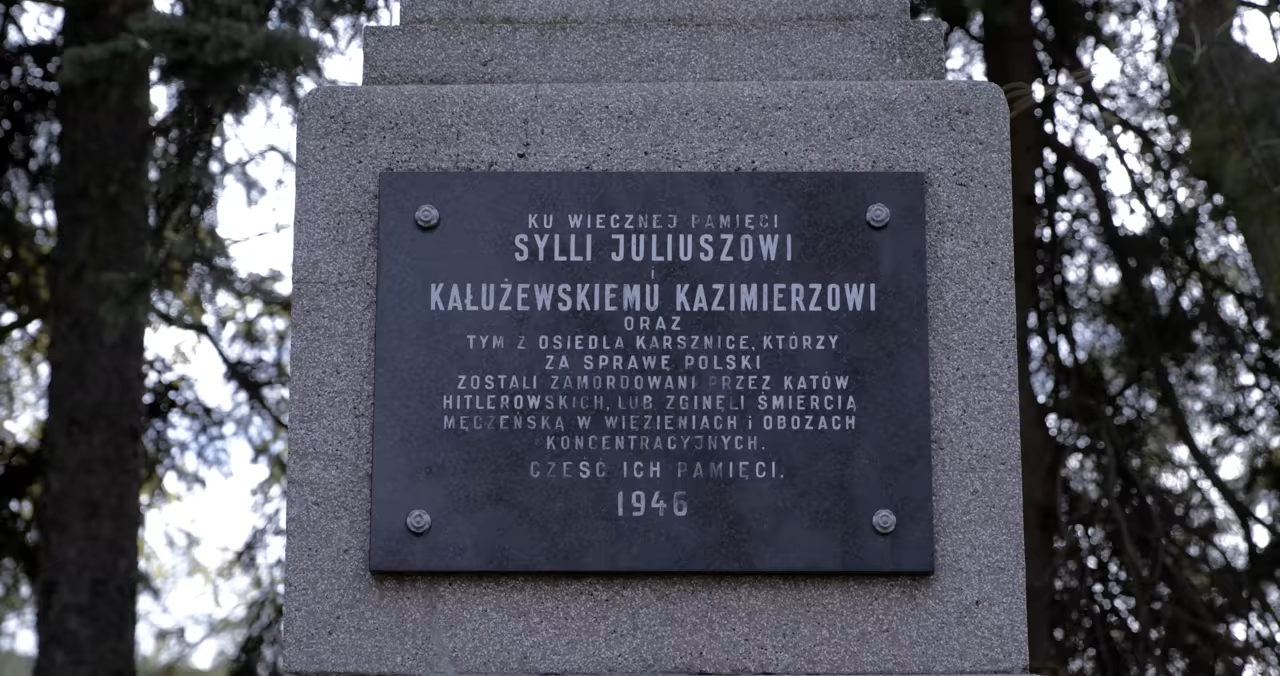 KU WIECZNEJ PAMIĘCI
SYLLI JULIUSZOWI
i
KAŁUŻEWSKIEMU KAZIMIERZOWI
ORAZ
TYM Z OSIEDLA KARSZNICE, KTÓRZY
ZA SPRAWĘ POLSKI
ZOSTALI ZAMORDOWANI PRZEZ KATÓW
HITLEROWSKICH, LUB ZGINĘLI ŚMIERCIĄ
MĘCZEŃSKĄ W WIĘZIENIACH i OBOZACH
KONCENTRACYJNYCH.
CZEŚĆ ICH PAMIĘCI.
1946